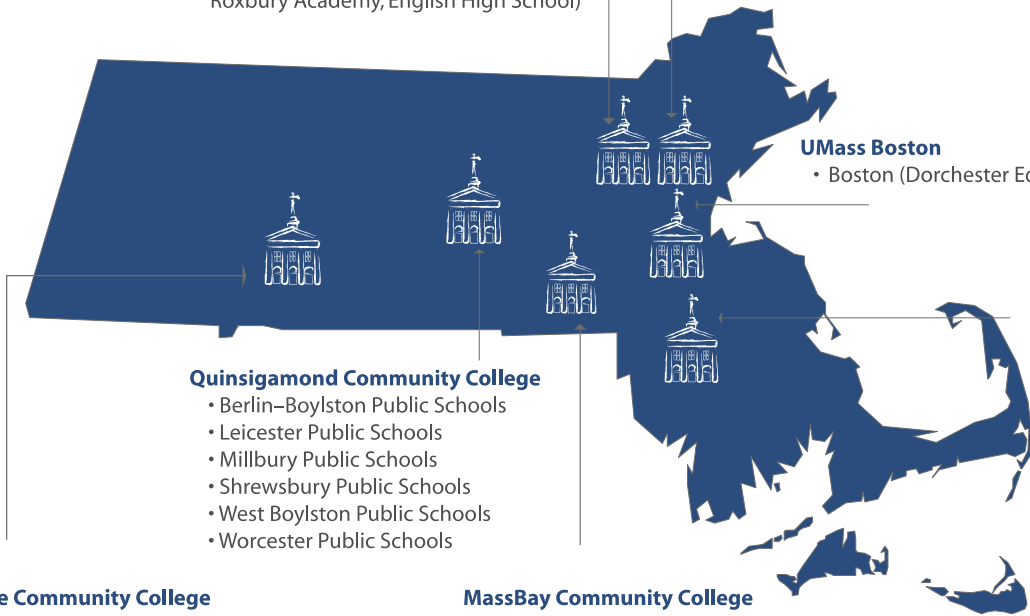 Roxbury Academy, English High School)
UMass Boston
• Boston (Dorchester Ed
Quinsigamond Community College
• Berlin–Boylston Public Schools
• Leicester Public Schools
• Millbury Public Schools
• Shrewsbury Public Schools
• West Boylston Public Schools
• Worcester Public Schools
e Community College
MassBay Community College